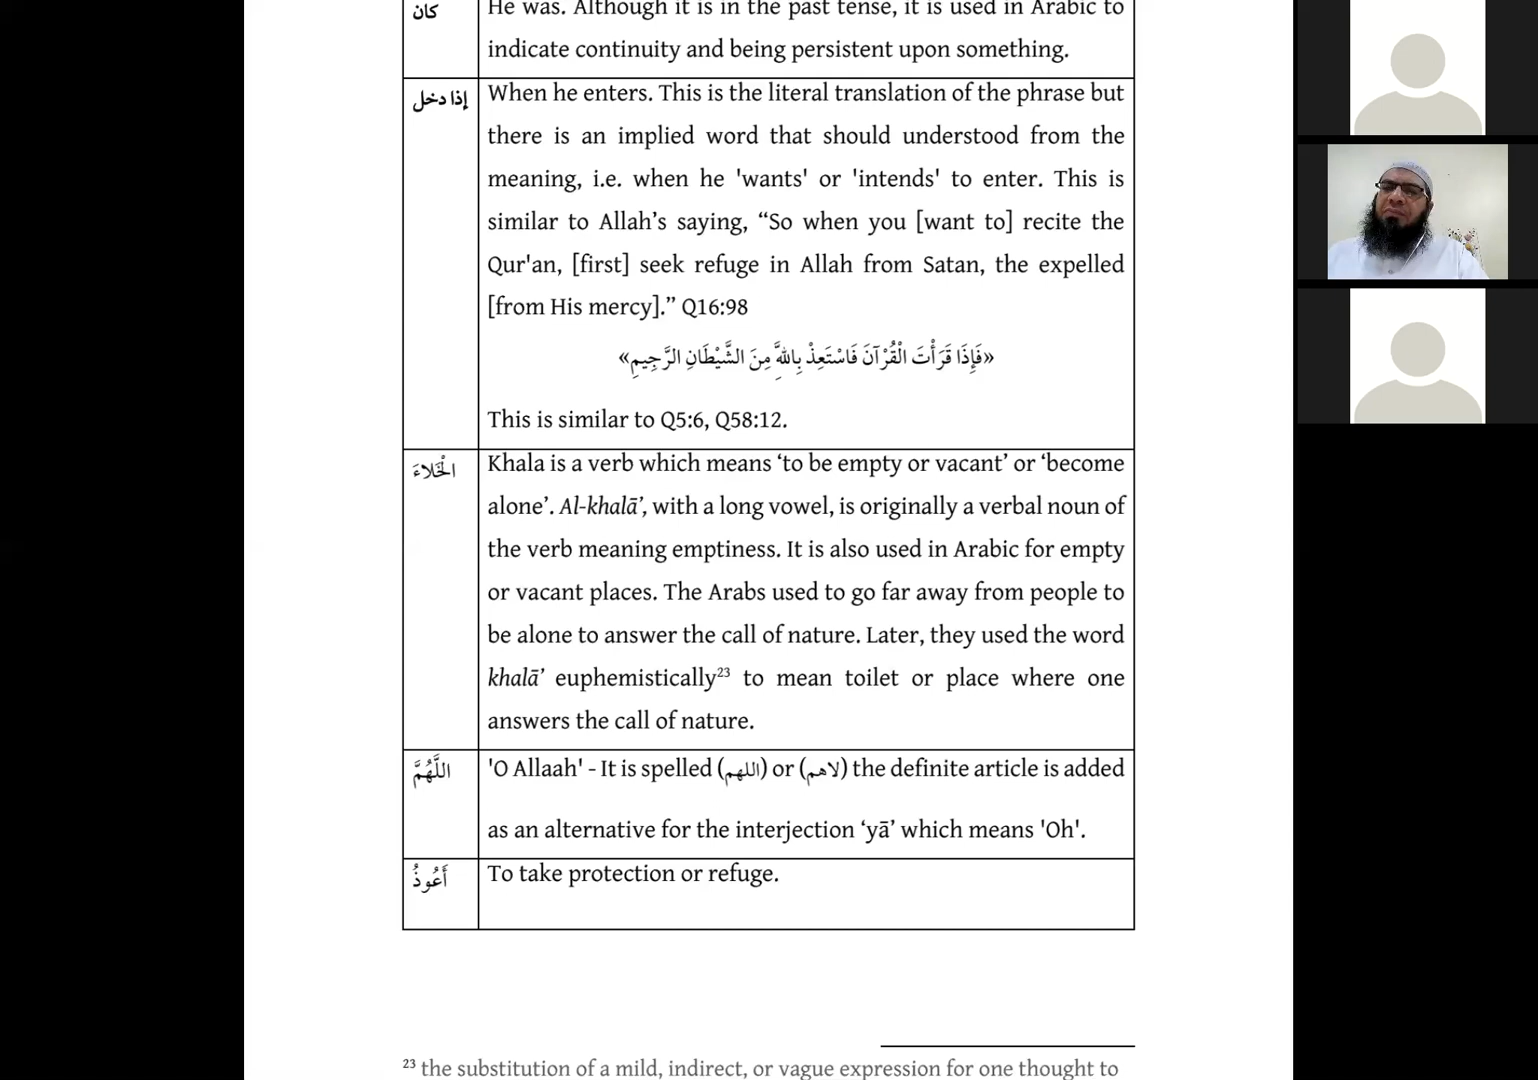 كان
He was. Although it is in the past tense, it is used in Arabic to
indicate continuity and being persistent upon something.
إذا دخل
When he enters. This is the literal translation of the phrase but
there is an implied word that should understood from the
meaning, i.e. when he 'wants' or 'intends' to enter. This is
similar to Allah’s saying, “So when you [want to] recite the
Qur'an, [first] seek refuge in Allah from Satan, the expelled
[from His mercy].” Q16:98
«فَإِذَا قَرَأْتَ الْقُرْآنَ فَاسْتَعِذْ بِاللَّهِ مِنَ الشَّيْطَانِ الرَّجِيمِ»
This is similar to Q5:6, Q58:12.
الْخَلاءَ
Khala is a verb which means ‘to be empty or vacant’ or ‘become
alone’. Al-khalā’, with a long vowel, is originally a verbal noun of
the verb meaning emptiness. It is also used in Arabic for empty
or vacant places. The Arabs used to go far away from people to
be alone to answer the call of nature. Later, they used the word
khalā’ euphemistically23 to mean toilet or place where one
answers the call of nature.
اللَّهُمَّ
'O Allaah' - It is spelled (اللهم) or (لاهم) the definite article is added
as an alternative for the interjection ‘yā’ which means 'Oh'.
أَعُوذُ
To take protection or refuge.
23 the substitution of a mild, indirect, or vague expression for one thought to